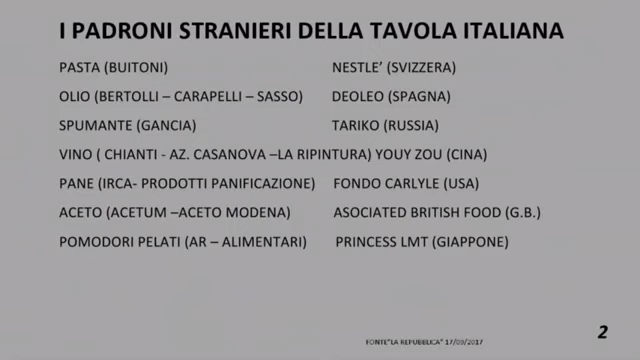 I PADRONI STRANIERI DELLA TAVOLA ITALIANA
PASTA (BUITONI) NESTLE' (SVIZZERA)
OLIO (BERTOLLI – CARAPELLI – SASSO) DEOLEO (SPAGNA)
SPUMANTE (GANCIA) TARIKO (RUSSIA)
VINO ( CHIANTI - AZ. CASANOVA –LA RIPINTURA) YOUY ZOU (CINA)
PANE (IRCA- PRODOTTI PANIFICAZIONE) FONDO CARLYLE (USA)
ACETO (ACETUM –ACETO MODENA) ASOCIATED BRITISH FOOD (G.B.)
POMODORI PELATI (AR – ALIMENTARI) PRINCESS LMT (GIAPPONE)
2
FONTE"LA REPUBBLICA" 17/09/2017